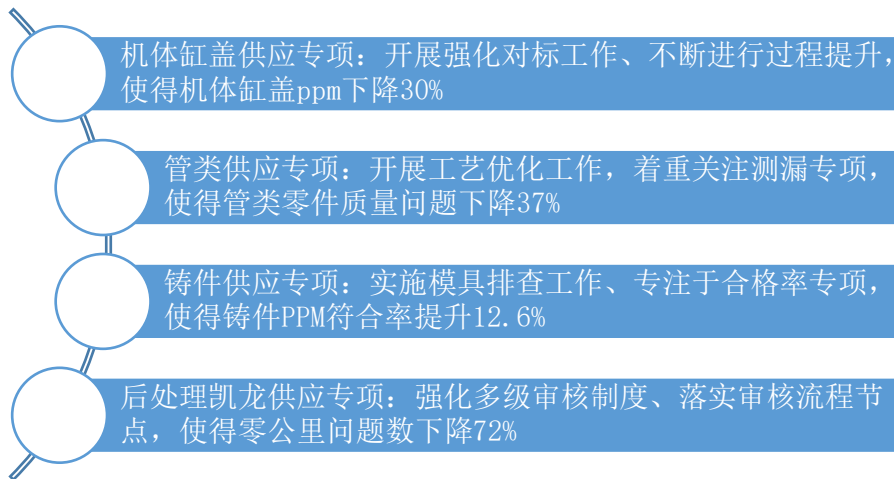 机体缸盖供应专项：开展强化对标工作、不断进行过程提升，
使得机体缸盖ppm下降30%
管类供应专项：开展工艺优化工作，着重关注测漏专项，
使得管类零件质量问题下降37%
铸件供应专项：实施模具排查工作、专注于合格率专项，
使得铸件PPM符合率提升12.6%
后处理凯龙供应专项：强化多级审核制度、落实审核流程节
点，使得零公里问题数下降72%